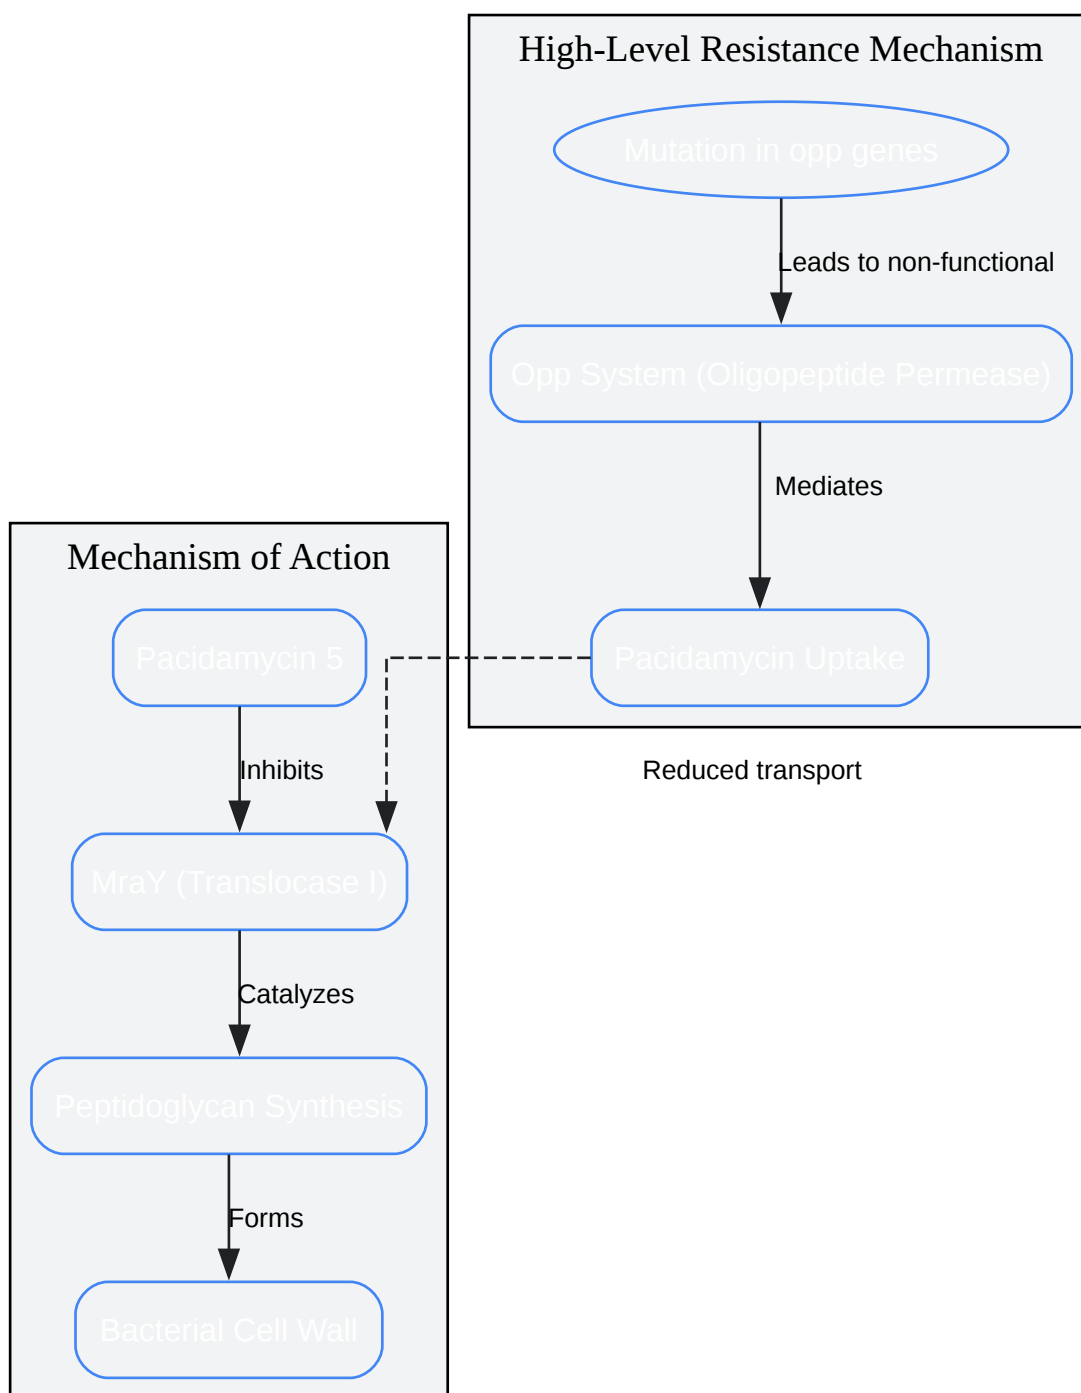 High-Level Resistance Mechanism
Mutation in opp genes
Leads to non-functional
Opp System (Oligopeptide Permease)
Mediates
Pacidamycin Uptake
Reduced transport
Mechanism of Action
Pacidamycin 5
Inhibits
MraY (Translocase I)
Catalyzes
Peptidoglycan Synthesis
Forms
Bacterial Cell Wall